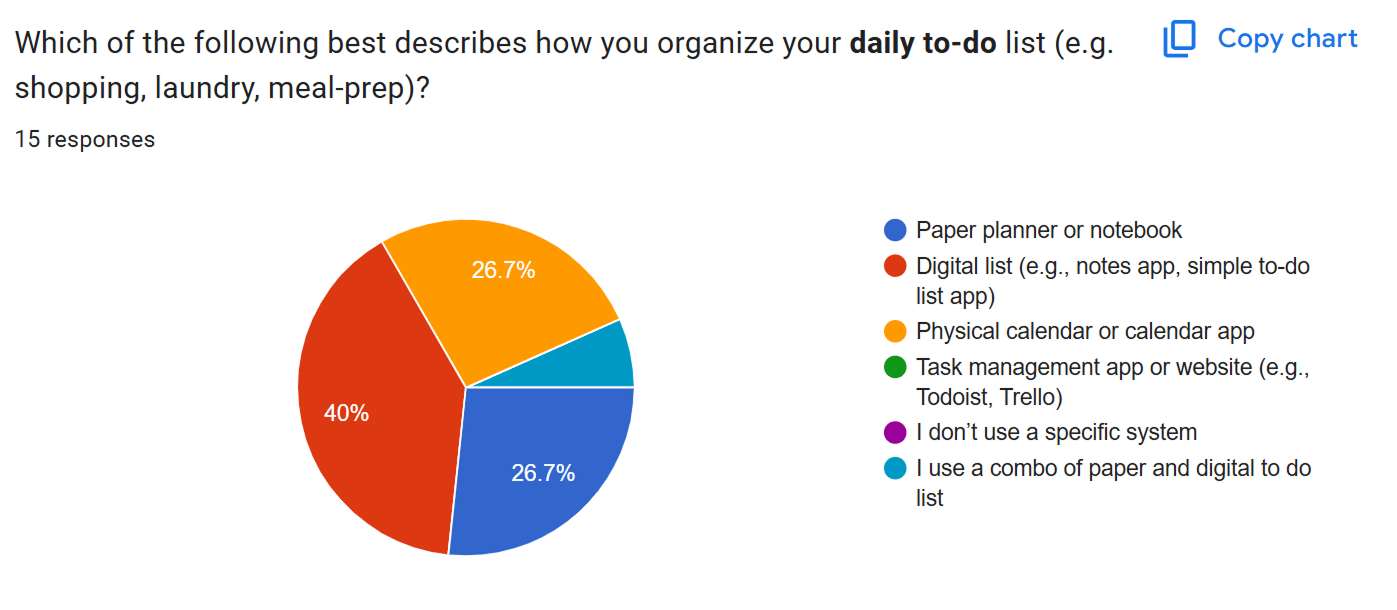 Which of the following best describes how you organize your daily to-do list (e.g.
shopping, laundry, meal-prep)?
Copy chart
15 responses
26.7%
40%
26.7%
Paper planner or notebook
Digital list (e.g., notes app, simple to-do
list app)
Physical calendar or calendar app
Task management app or website (e.g.,
Todoist, Trello)
I don’t use a specific system
I use a combo of paper and digital to do
list